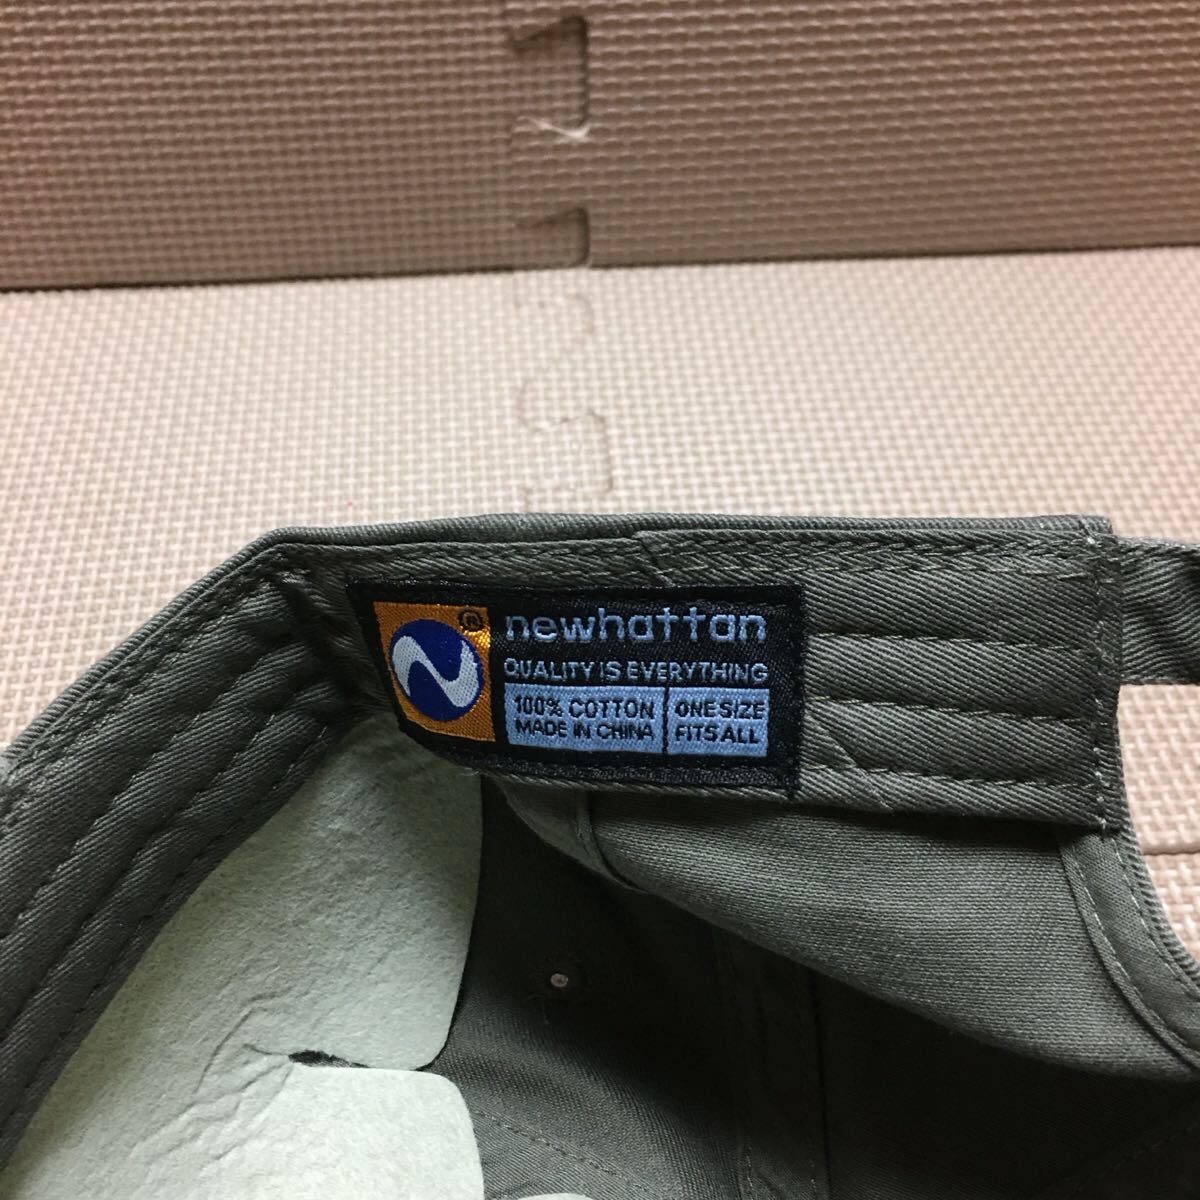 newhattan
®
QUALITY IS EVERYTHING
100% COTTON
MADE IN CHINA
ONE SIZE
FITS ALL